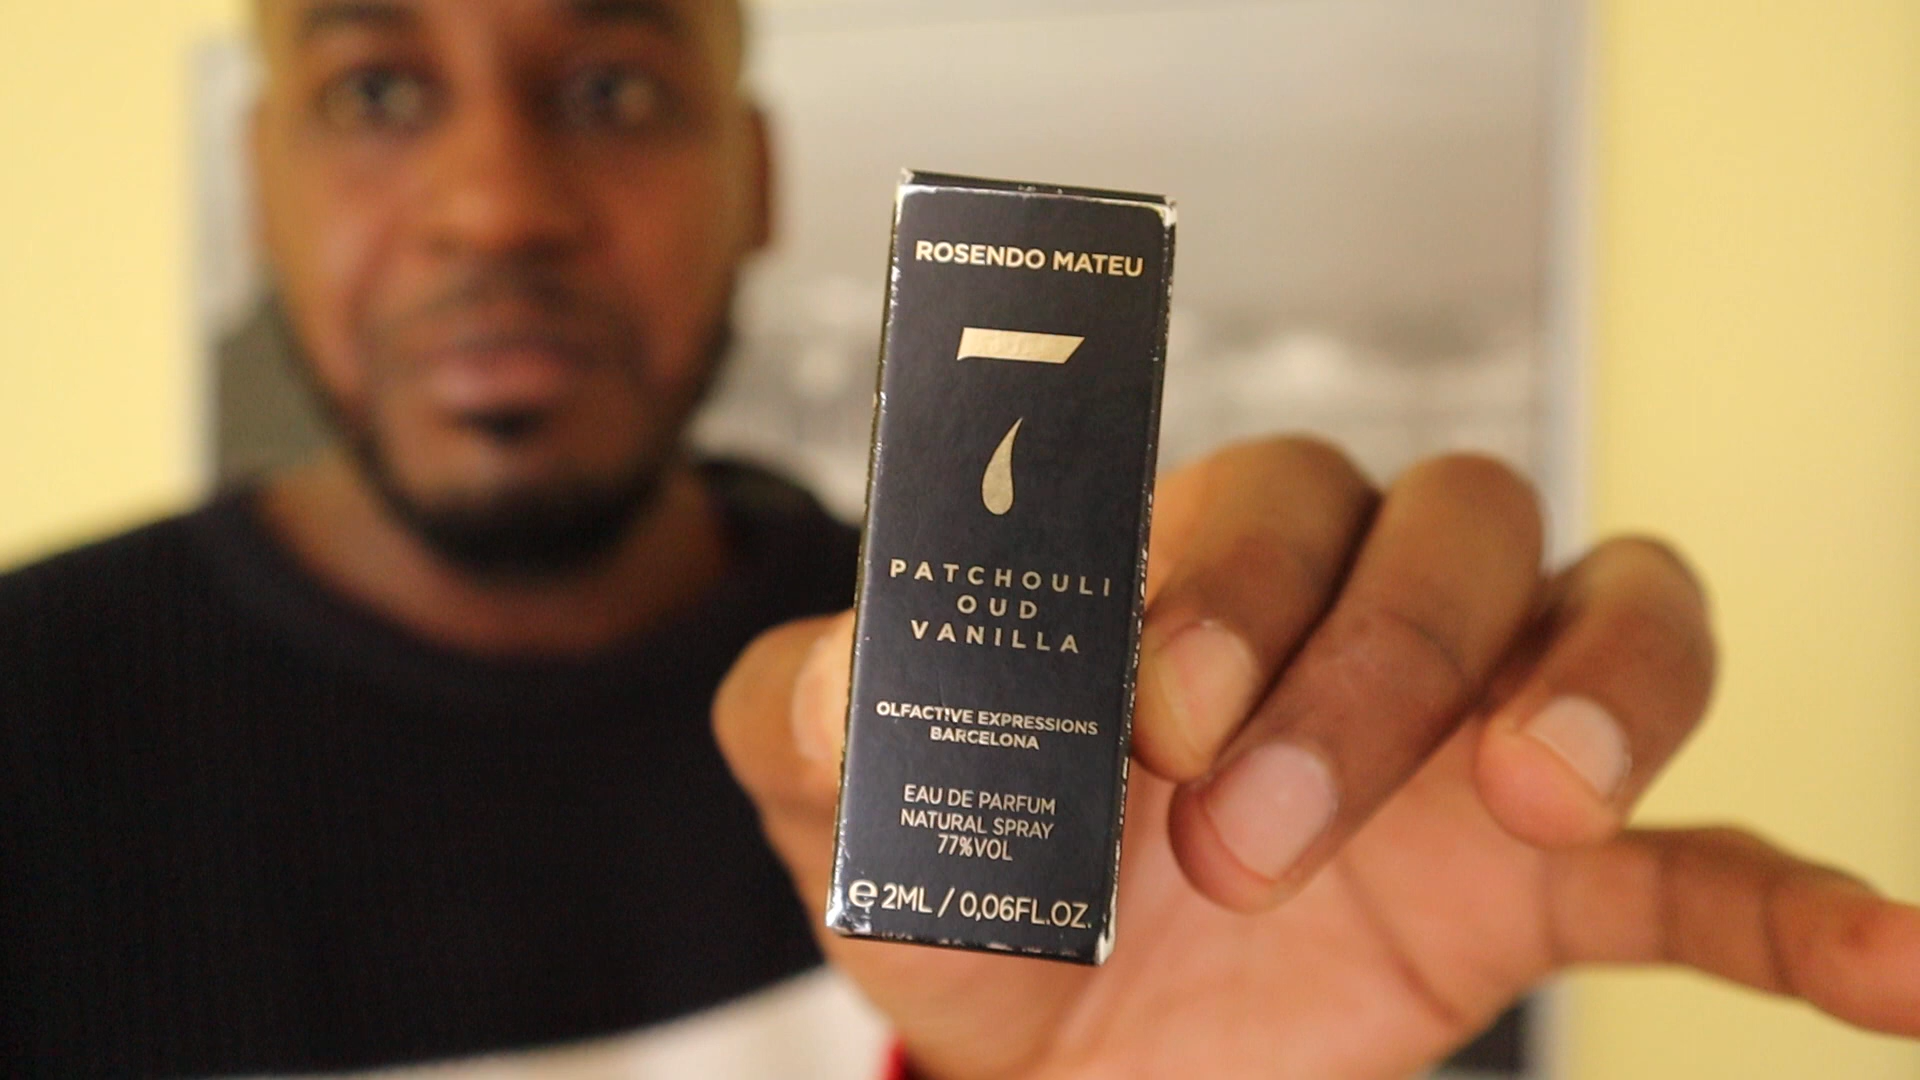 ROSENDO MATEU
PATCHOULI
OUD
VANILLA
OLFACTIVE EXPRESSIONS
BARCELONA
EAU DE PARFUM
NATURAL SPRAY
77%VOL
℮ 2ML / 0,06FL.OZ.